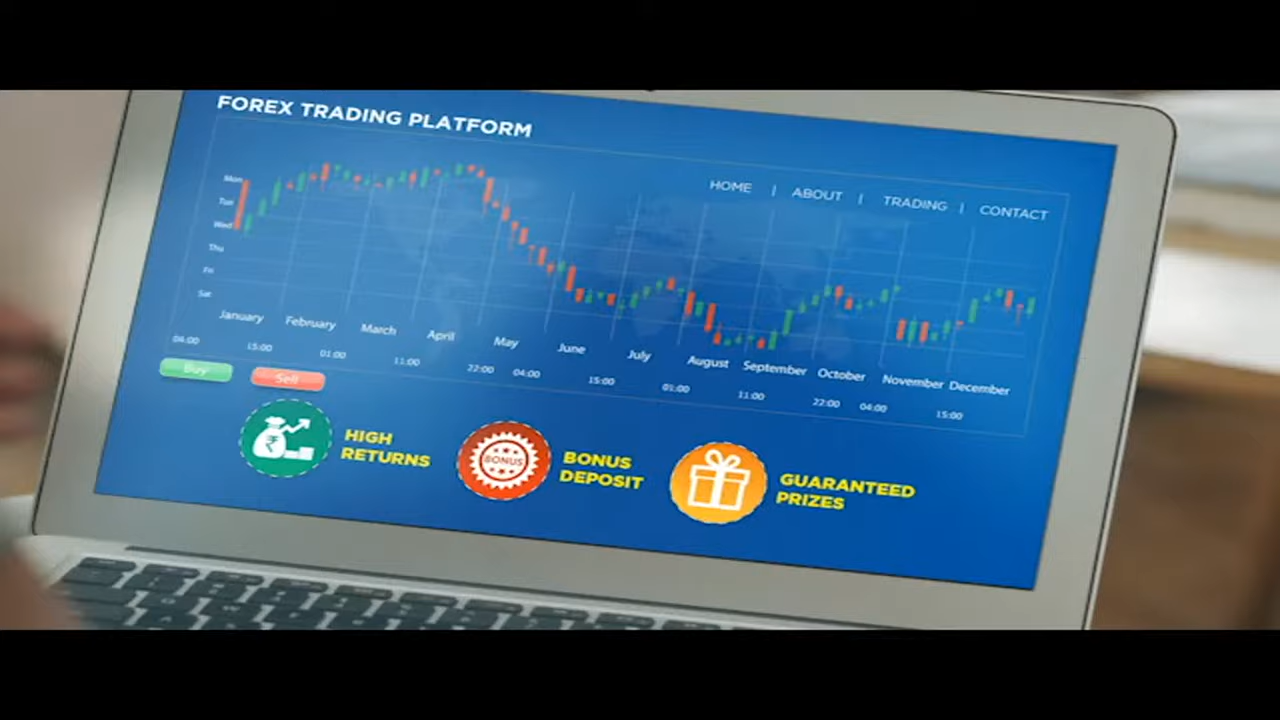 FOREX TRADING PLATFORM
HOME | ABOUT | TRADING | CONTACT
Mon
Tue
Wed
Thu
Fri
Sat
January February March April May June July August September October November December
04:00 15:00 01:00 11:00 22:00 04:00 15:00 01:00 11:00 22:00 04:00 15:00
Buy Sell
₹
HIGH
RETURNS
BONUS
BONUS
DEPOSIT
GUARANTEED
PRIZES